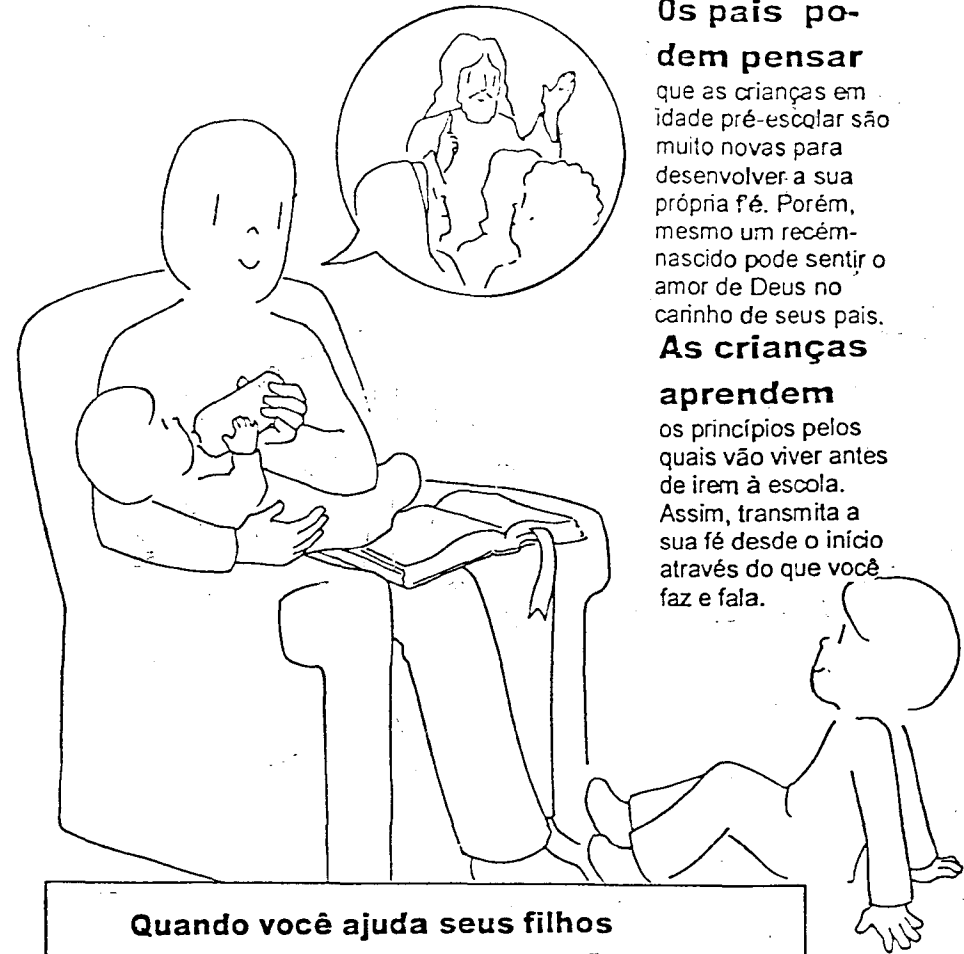 Os pais po-
dem pensar
que as crianças em
idade pré-escolar são
muito novas para
desenvolver a sua
própria fé. Porém,
mesmo um recém-
nascido pode sentir o
amor de Deus no
carinho de seus pais.
As crianças
aprendem
os princípios pelos
quais vão viver antes
de irem à escola.
Assim, transmita a
sua fé desde o início
através do que você
faz e fala.
Quando você ajuda seus filhos